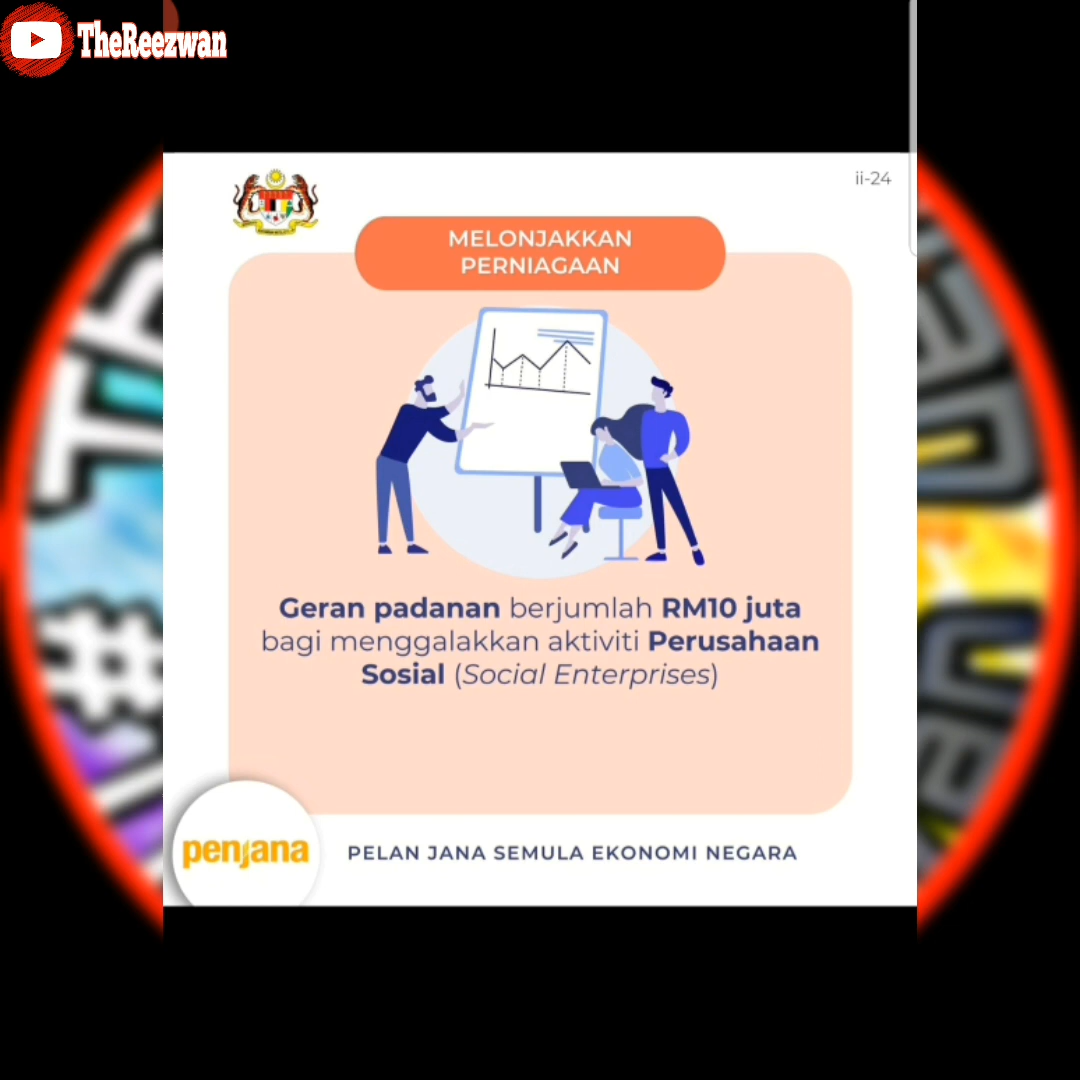 TheReezwan
ii-24
MELONJAKKAN
PERNIAGAAN
Geran padanan berjumlah RM10 juta
bagi menggalakkan aktiviti Perusahaan
Sosial (Social Enterprises)
penjana
PELAN JANA SEMULA EKONOMI NEGARA